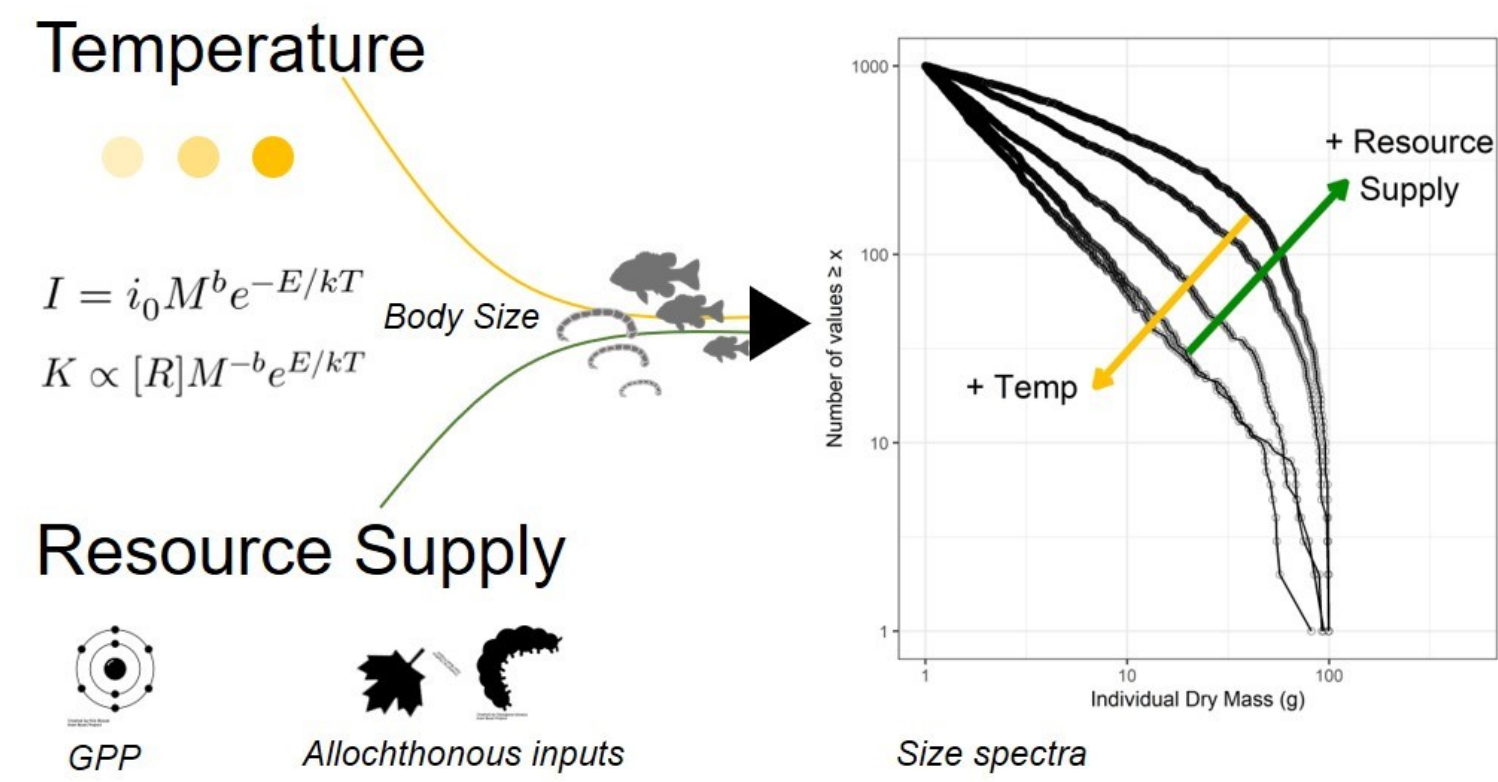 Temperature
I = i₀M^b e^{-E/kT}
K ∝ [R]M^{-b} e^{E/kT}
Body Size
Resource Supply
GPP
Allochthonous inputs
1000
100
10
1
Number of values ≥ x
+ Resource
Supply
+ Temp
1
10
100
Individual Dry Mass (g)
Size spectra